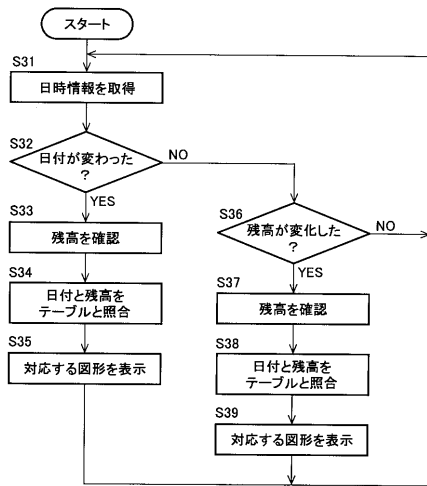 スタート
S31
日時情報を取得
S32
日付が変わった
?
NO
YES
S33
残高を確認
S34
日付と残高を
テーブルと照合
S35
対応する図形を表示
S36
残高が変化した
?
NO
YES
S37
残高を確認
S38
日付と残高を
テーブルと照合
S39
対応する図形を表示